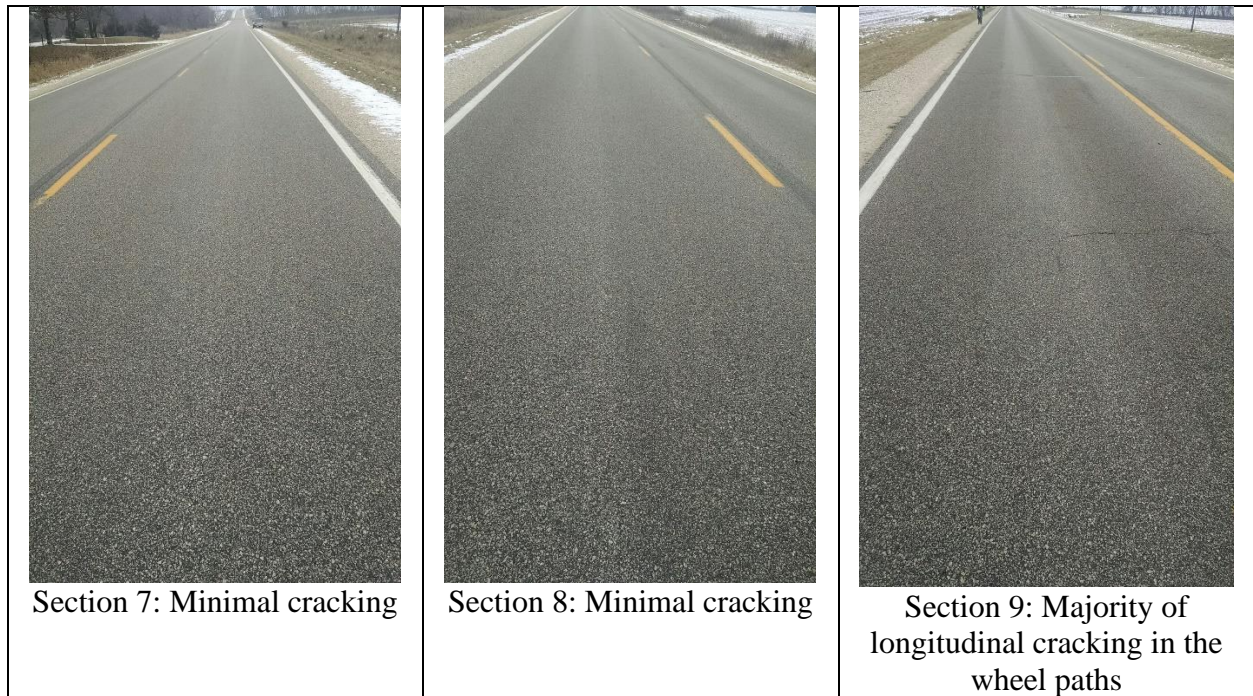 Section 7: Minimal cracking
Section 8: Minimal cracking
Section 9: Majority of
longitudinal cracking in the
wheel paths